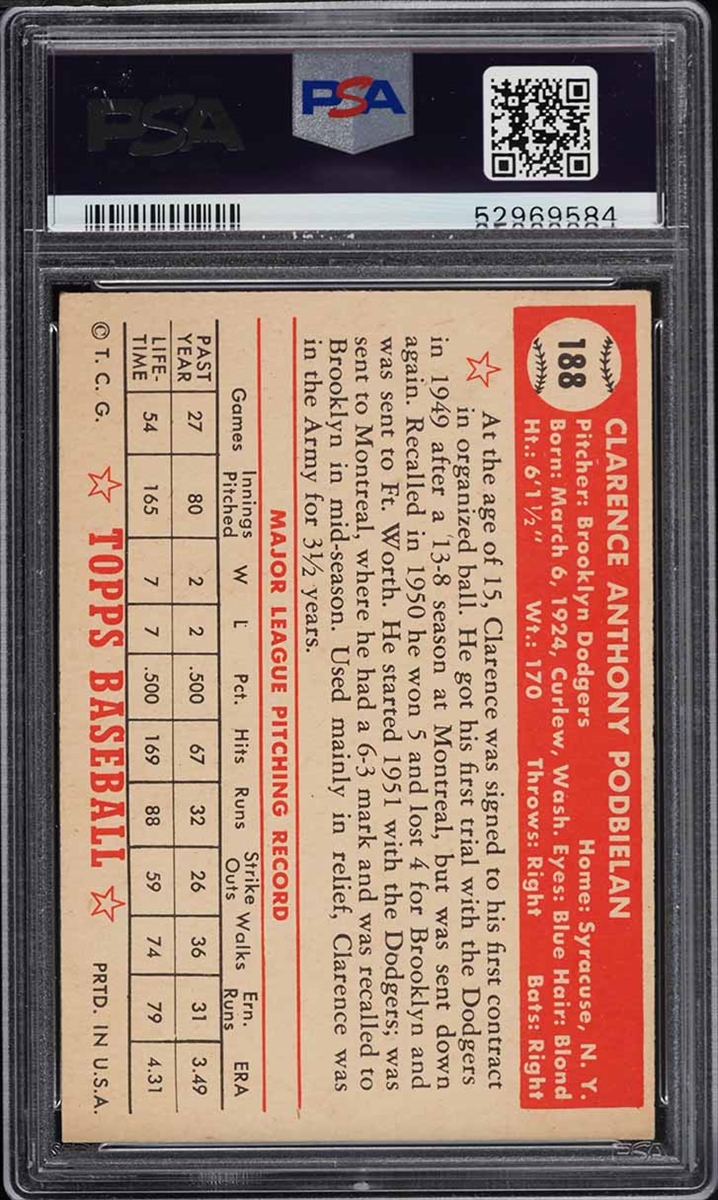 PSA
PSA
52969584
188
CLARENCE ANTHONY PODBIELAN
Pitcher: Brooklyn Dodgers Home: Syracuse, N. Y.
Born: March 6, 1924, Curlew, Wash. Eyes: Blue Hair: Blond
Ht.: 6'1½" Wt.: 170 Throws: Right Bats: Right
At the age of 15, Clarence was signed to his first contract
in organized ball. He got his first trial with the Dodgers
in 1949 after a 13-8 season at Montreal, but was sent down
again. Recalled in 1950 he won 5 and lost 4 for Brooklyn and
was sent to Ft. Worth. He started 1951 with the Dodgers; was
sent to Montreal, where he had a 6-3 mark and was recalled to
Brooklyn in mid-season. Used mainly in relief, Clarence was
in the Army for 3½ years.
MAJOR LEAGUE PITCHING RECORD
Games Innings Pitched W L Pct. Hits Runs Strike Outs Walks Ern. Runs ERA
PAST YEAR 27 80 2 2 .500 67 32 26 36 31 3.49
LIFE-TIME 54 165 7 7 .500 169 88 59 74 79 4.31
© T. C. G. TOPPS BASEBALL PRTD. IN U.S.A.
PSA